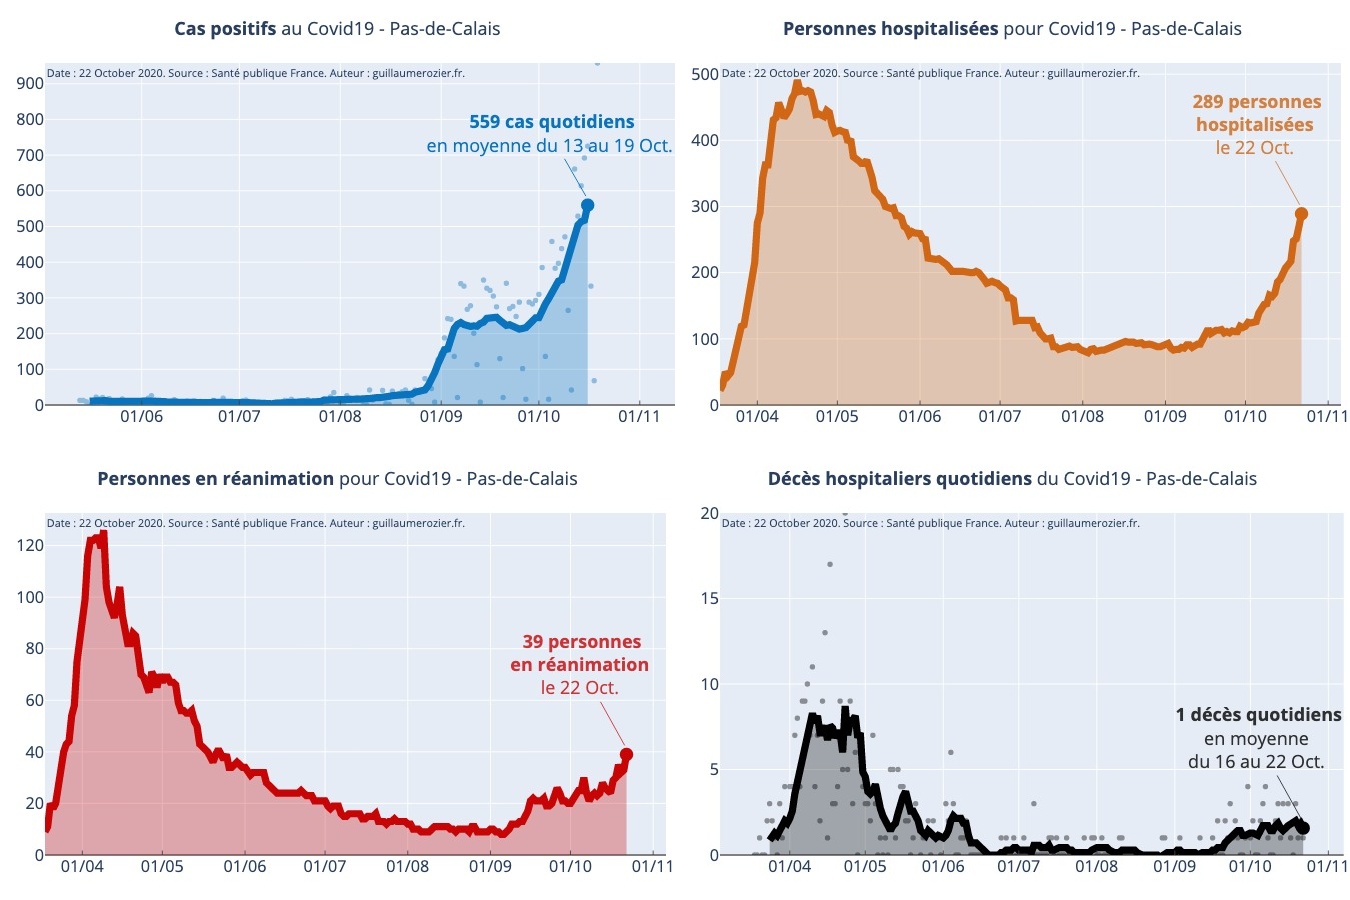 Cas positifs au Covid19 - Pas-de-Calais
Date : 22 October 2020. Source : Santé publique France. Auteur : guillaumerozier.fr.
900
800
700
600
500
400
300
200
100
0
559 cas quotidiens
en moyenne du 13 au 19 Oct.
01/06 01/07 01/08 01/09 01/10 01/11
Personnes hospitalisées pour Covid19 - Pas-de-Calais
Date : 22 October 2020. Source : Santé publique France. Auteur : guillaumerozier.fr.
500
400
300
200
100
0
289 personnes
hospitalisées
le 22 Oct.
01/04 01/05 01/06 01/07 01/08 01/09 01/10 01/11
Personnes en réanimation pour Covid19 - Pas-de-Calais
Date : 22 October 2020. Source : Santé publique France. Auteur : guillaumerozier.fr.
120
100
80
60
40
20
0
39 personnes
en réanimation
le 22 Oct.
01/04 01/05 01/06 01/07 01/08 01/09 01/10 01/11
Décès hospitaliers quotidiens du Covid19 - Pas-de-Calais
Date : 22 October 2020. Source : Santé publique France. Auteur : guillaumerozier.fr.
20
15
10
5
0
1 décès quotidiens
en moyenne
du 16 au 22 Oct.
01/04 01/05 01/06 01/07 01/08 01/09 01/10 01/11